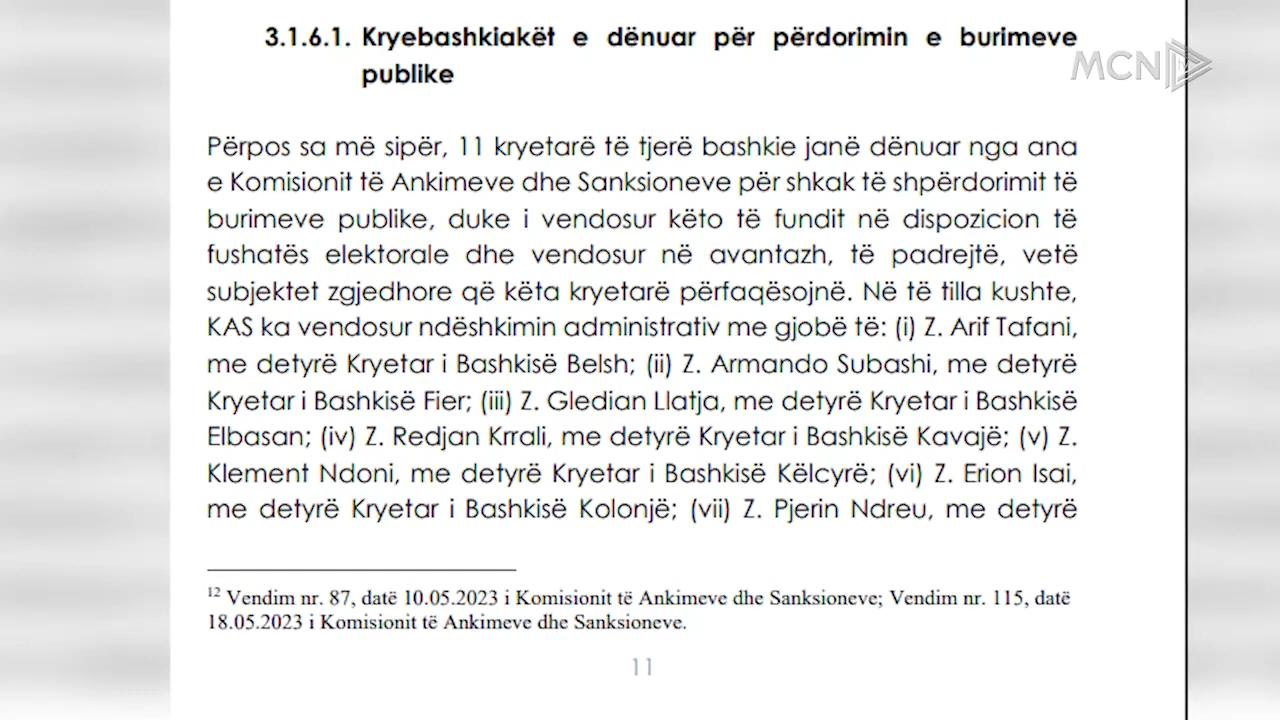 3.1.6.1. Kryebashkiakët e dënuar për përdorimin e burimeve
publike
MCN
Përpos sa më sipër, 11 kryetarë të tjerë bashkie janë dënuar nga ana
e Komisionit të Ankimeve dhe Sanksioneve për shkak të shpërdorimit të
burimeve publike, duke i vendosur këto të fundit në dispozicion të
fushatës elektorale dhe vendosur në avantazh, të padrejtë, vetë
subjektet zgjedhore që këta kryetarë përfaqësojnë. Në të tilla kushte,
KAS ka vendosur ndëshkimin administrativ me gjobë të: (i) Z. Arif Tafani,
me detyrë Kryetar i Bashkisë Belsh; (ii) Z. Armando Subashi, me detyrë
Kryetar i Bashkisë Fier; (iii) Z. Gledian Llatja, me detyrë Kryetar i Bashkisë
Elbasan; (iv) Z. Redjan Krrali, me detyrë Kryetar i Bashkisë Kavajë; (v) Z.
Klement Ndoni, me detyrë Kryetar i Bashkisë Këlcyrë; (vi) Z. Erion Isai,
me detyrë Kryetar i Bashkisë Kolonjë; (vii) Z. Pjerin Ndreu, me detyrë
12 Vendim nr. 87, datë 10.05.2023 i Komisionit të Ankimeve dhe Sanksioneve; Vendim nr. 115, datë
18.05.2023 i Komisionit të Ankimeve dhe Sanksioneve.
11